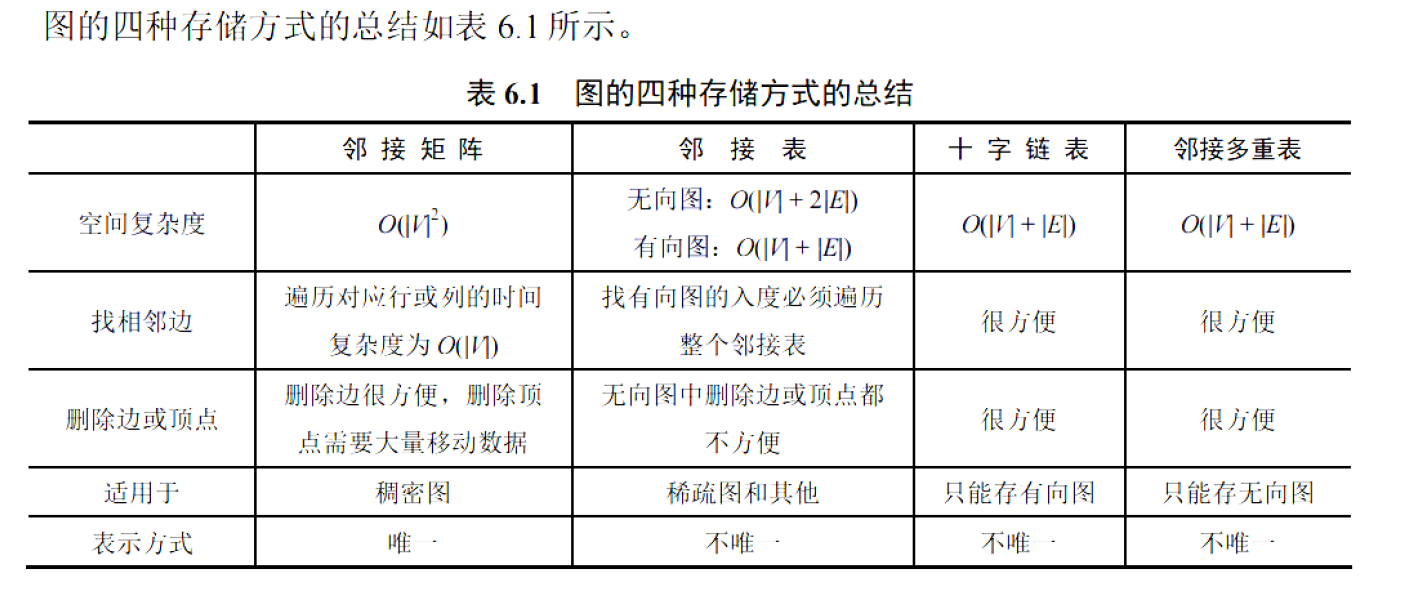 图的四种存储方式的总结如表 6.1 所示。
表 6.1 图的四种存储方式的总结
邻接矩阵 邻接表 十字链表 邻接多重表
空间复杂度 O(|V|²) 无向图：O(|V| + 2|E|) 有向图：O(|V| + |E|) O(|V| + |E|) O(|V| + |E|)
找相邻边 遍历对应行或列的时间复杂度为 O(|V|) 找有向图的入度必须遍历整个邻接表 很方便 很方便
删除边或顶点 删除边很方便，删除顶点需要大量移动数据 无向图中删除边或顶点都不方便 很方便 很方便
适用于 稠密图 稀疏图和其他 只能存有向图 只能存无向图
表示方式 唯一 不唯一 不唯一 不唯一